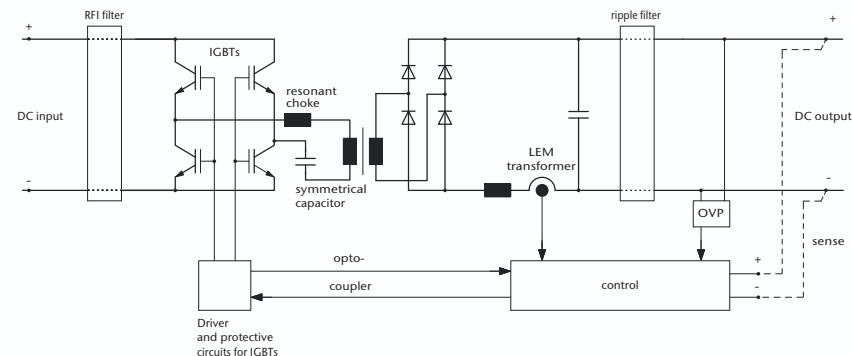 RFI filter
ripple filter
+
+
IGBTs
resonant
choke
DC input
DC output
LEM
transformer
-
-
symmetrical
capacitor
OVP
sense
opto-
+
coupler
-
control
Driver
and protective
circuits for IGBTs